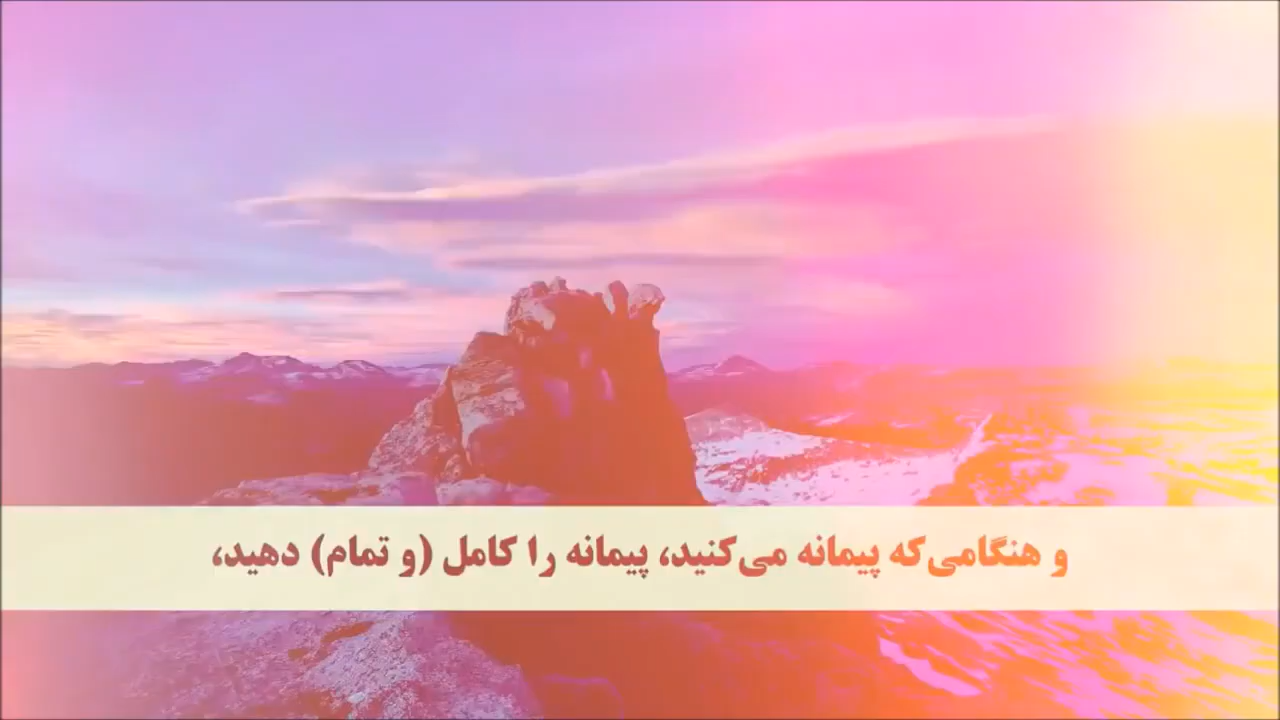 و هنگامی‌که پیمانه می‌کنید، پیمانه را کامل (و تمام) دهید،